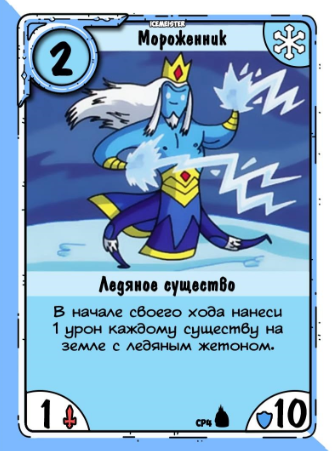 ICEMEISTER
2
Мороженник
Ледяное существо
В начале своего хода нанеси
1 урон каждому существу на
земле с ледяным жетоном.
1
CP4
10